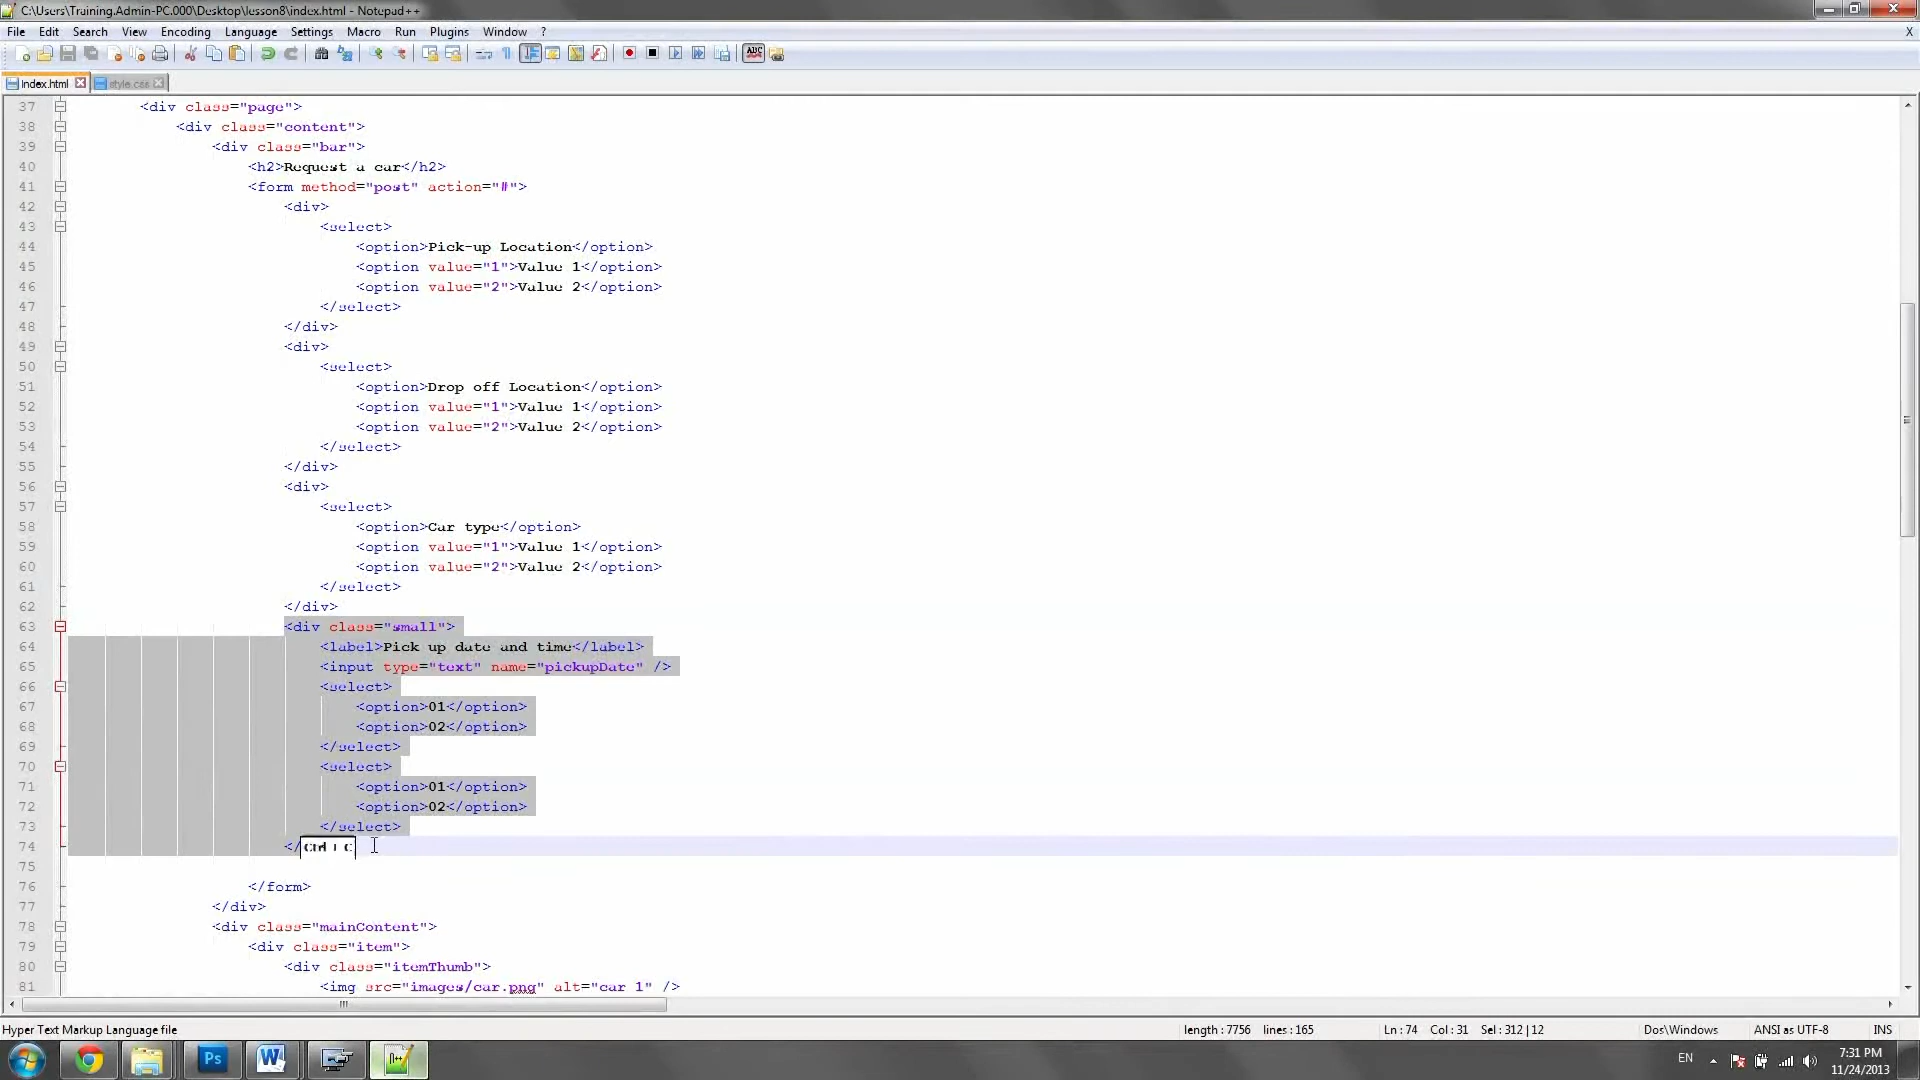 C:\Users\Training.Admin-PC.000\Desktop\lesson8\index.html - Notepad++
File Edit Search View Encoding Language Settings Macro Run Plugins Window ? X
index.html style.css
37 <div class="page">
38 <div class="content">
39 <div class="bar">
40 <h2>Request a car</h2>
41 <form method="post" action="#">
42 <div>
43 <select>
44 <option>Pick-up Location</option>
45 <option value="1">Value 1</option>
46 <option value="2">Value 2</option>
47 </select>
48 </div>
49 <div>
50 <select>
51 <option>Drop off Location</option>
52 <option value="1">Value 1</option>
53 <option value="2">Value 2</option>
54 </select>
55 </div>
56 <div>
57 <select>
58 <option>Car type</option>
59 <option value="1">Value 1</option>
60 <option value="2">Value 2</option>
61 </select>
62 </div>
63 <div class="small">
64 <label>Pick up date and time</label>
65 <input type="text" name="pickupDate" />
66 <select>
67 <option>01</option>
68 <option>02</option>
69 </select>
70 <select>
71 <option>01</option>
72 <option>02</option>
73 </select>
74 </ Ctrl + C
75
76 </form>
77 </div>
78 <div class="mainContent">
79 <div class="item">
80 <div class="itemThumb">
81 <img src="images/car.png" alt="car 1" />
Hyper Text Markup Language file length : 7756 lines : 165 Ln : 74 Col : 31 Sel : 312 | 12 Dos\Windows ANSI as UTF-8 INS
Ps W EN 7:31 PM
11/24/2013